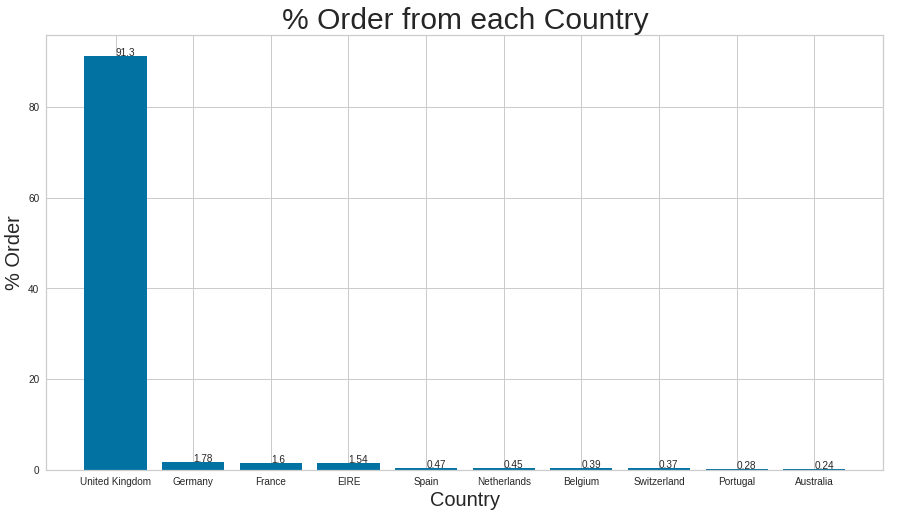 % Order from each Country
% Order
80
60
40
20
0
91.3
1.78
1.6
1.54
0.47
0.45
0.39
0.37
0.28
0.24
United Kingdom
Germany
France
EIRE
Spain
Netherlands
Belgium
Switzerland
Portugal
Australia
Country